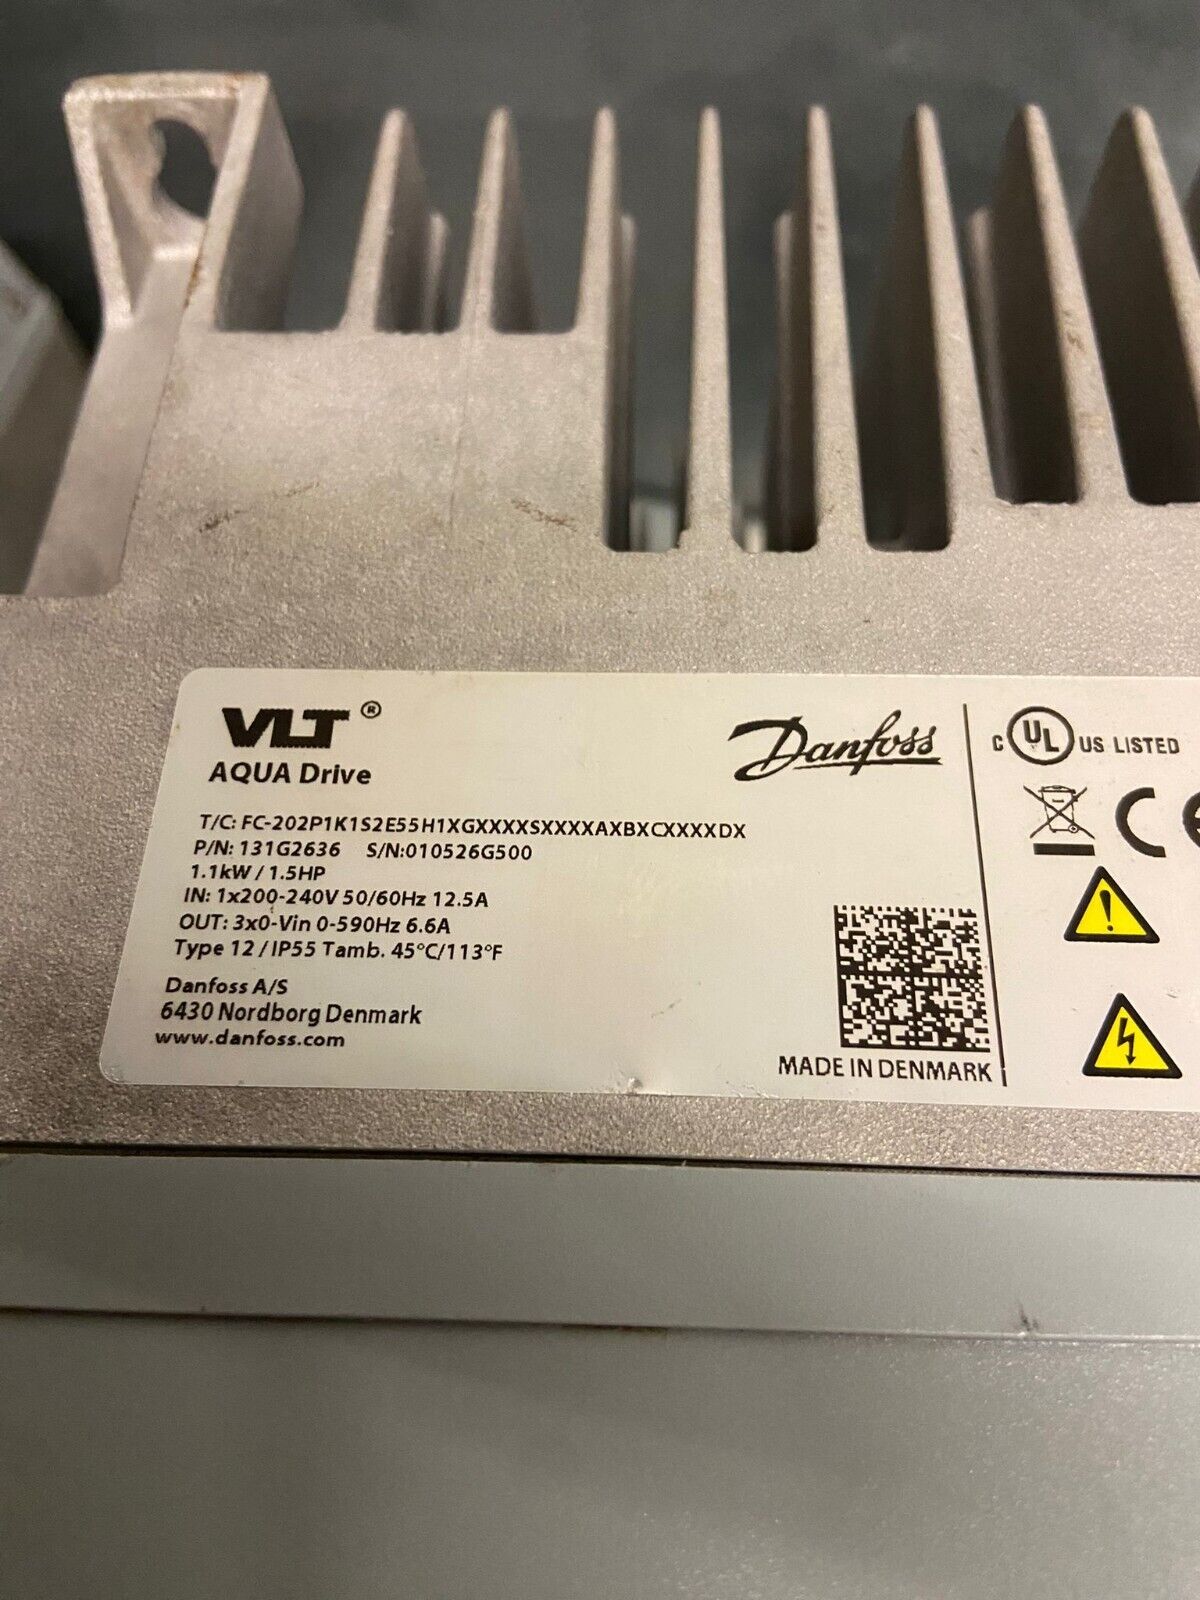 VLT®
AQUA Drive
Danfoss
T/C: FC-202P1K1S2E55H1XGXXXXSXXXXAXBXCXXXXDX
P/N: 131G2636 S/N:010526G500
1.1kW / 1.5HP
IN: 1x200-240V 50/60Hz 12.5A
OUT: 3x0-Vin 0-590Hz 6.6A
Type 12 / IP55 Tamb. 45°C/113°F
Danfoss A/S
6430 Nordborg Denmark
www.danfoss.com
MADE IN DENMARK
C UL US LISTED
CE